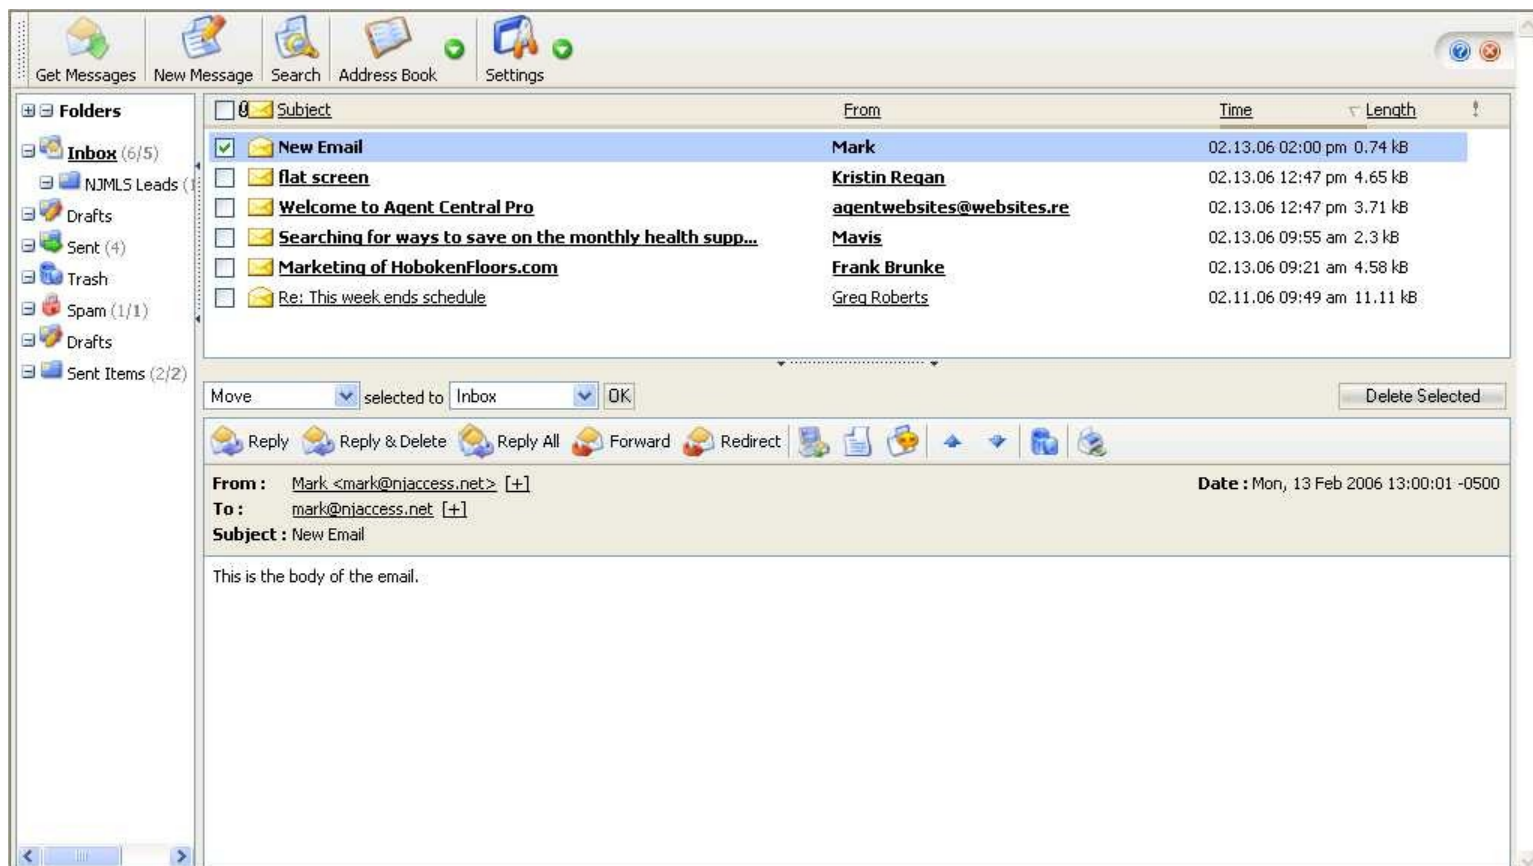 Get Messages New Message Search Address Book Settings
Folders
Inbox (6/5)
NJMLS Leads (1
Drafts
Sent (4)
Trash
Spam (1/1)
Drafts
Sent Items (2/2)
Subject From Time Length !
New Email Mark 02.13.06 02:00 pm 0.74 kB
flat screen Kristin Regan 02.13.06 12:47 pm 4.65 kB
Welcome to Agent Central Pro agentwebsites@websites.re 02.13.06 12:47 pm 3.71 kB
Searching for ways to save on the monthly health supp... Mavis 02.13.06 09:55 am 2.3 kB
Marketing of HobokenFloors.com Frank Brunke 02.13.06 09:21 am 4.58 kB
Re: This week ends schedule Greg Roberts 02.11.06 09:49 am 11.11 kB
Move selected to Inbox OK Delete Selected
Reply Reply & Delete Reply All Forward Redirect
From : Mark <mark@njaccess.net> [+] Date : Mon, 13 Feb 2006 13:00:01 -0500
To : mark@njaccess.net [+]
Subject : New Email
This is the body of the email.